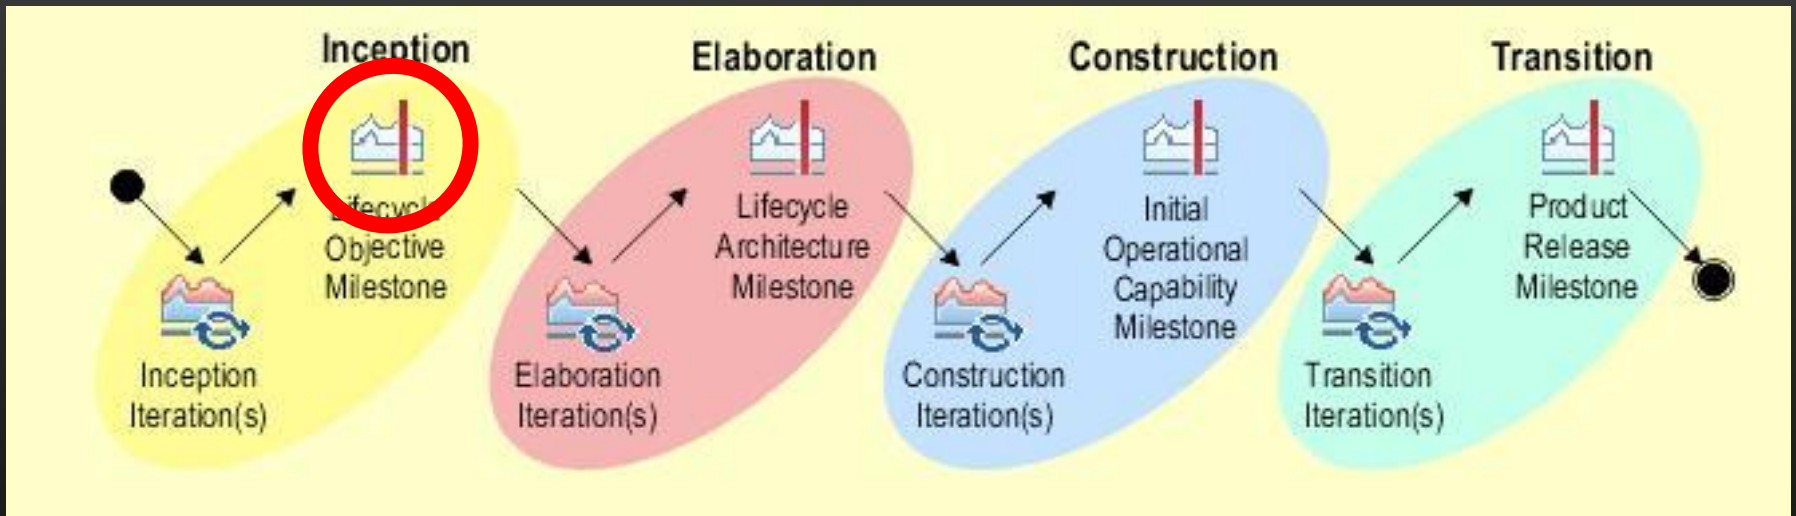 Inception
Elaboration
Construction
Transition
Lifecycle
Objective
Milestone
Inception
Iteration(s)
Lifecycle
Architecture
Milestone
Elaboration
Iteration(s)
Initial
Operational
Capability
Milestone
Construction
Iteration(s)
Product
Release
Milestone
Transition
Iteration(s)